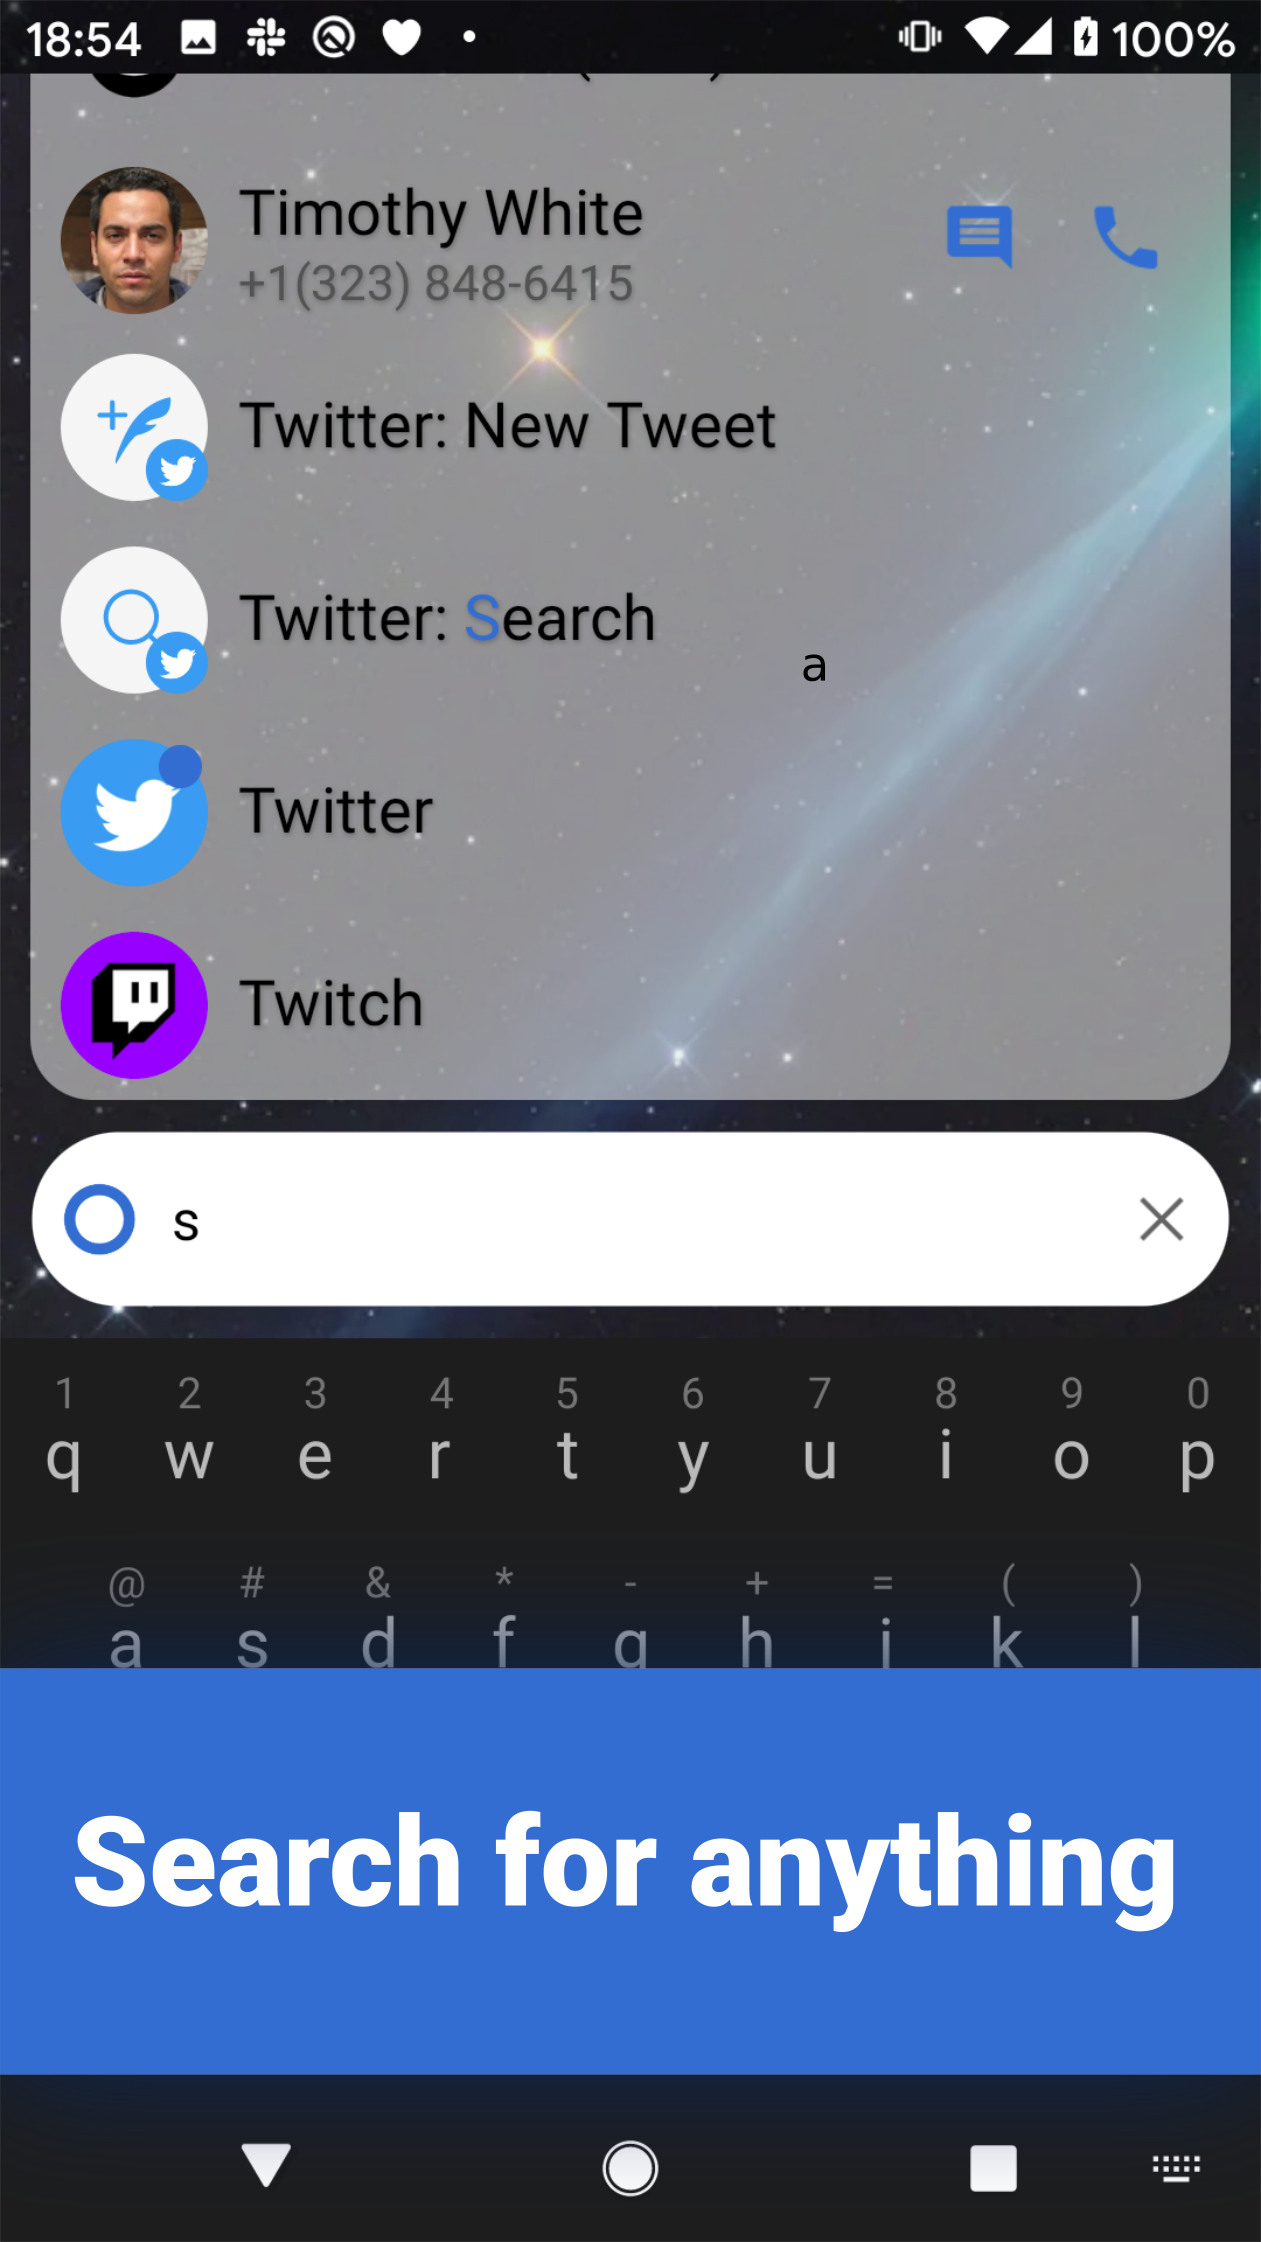 18:54 100%
Timothy White
+1(323) 848-6415
Twitter: New Tweet
Twitter: Search
a
Twitter
Twitch
s
1 2 3 4 5 6 7 8 9 0
q w e r t y u i o p
@ # & * - + = ( )
a s d f g h j k l
Search for anything